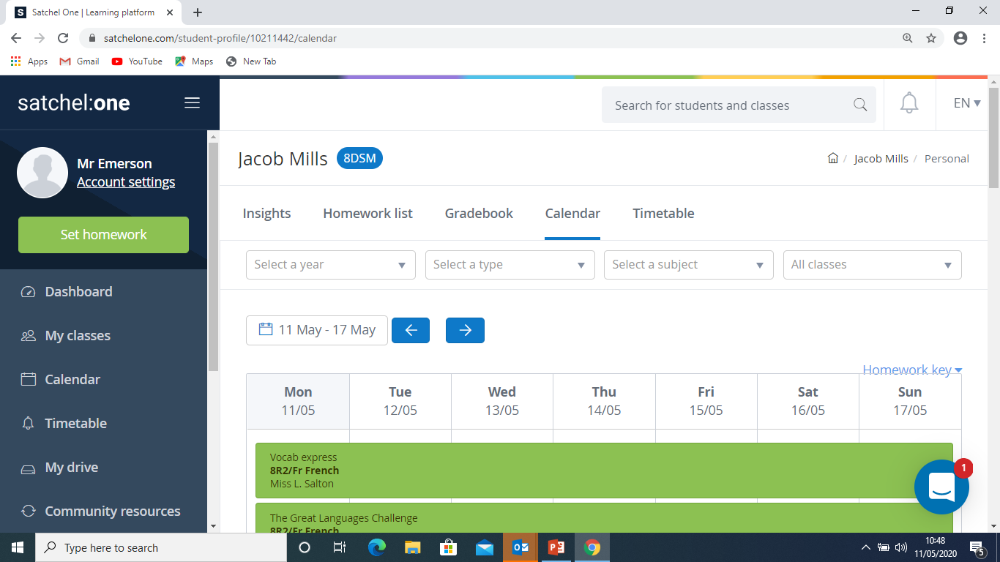 Satchel One | Learning platform
satchelone.com/student-profile/10211442/calendar
Apps Gmail YouTube Maps New Tab
satchel:one
Search for students and classes
EN
Mr Emerson
Account settings
Set homework
Dashboard
My classes
Calendar
Timetable
My drive
Community resources
Jacob Mills 8DSM
Jacob Mills / Personal
Insights Homework list Gradebook Calendar Timetable
Select a year Select a type Select a subject All classes
11 May - 17 May
Homework key
Mon Tue Wed Thu Fri Sat Sun
11/05 12/05 13/05 14/05 15/05 16/05 17/05
Vocab express
8R2/Fr French
Miss L. Salton
The Great Languages Challenge
8R2/Fr French
1
Type here to search
10:48
11/05/2020
5